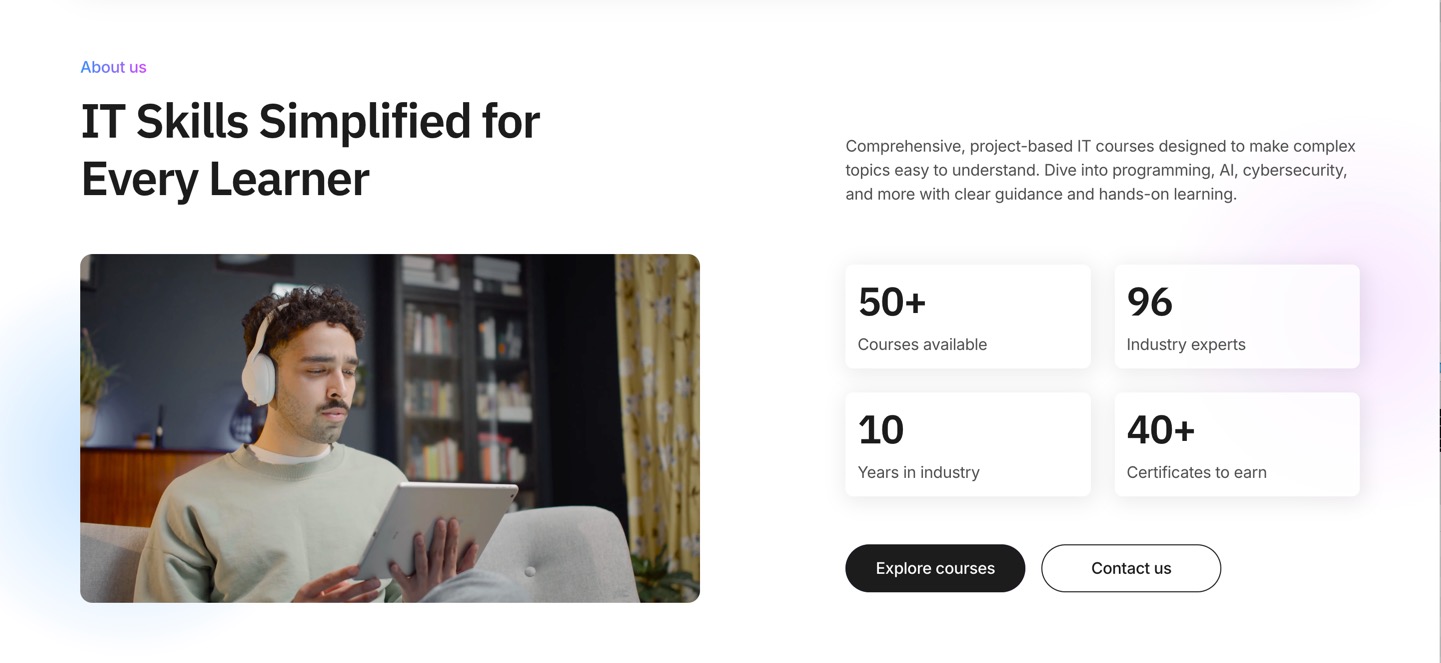 About us
IT Skills Simplified for
Every Learner
Comprehensive, project-based IT courses designed to make complex
topics easy to understand. Dive into programming, AI, cybersecurity,
and more with clear guidance and hands-on learning.
50+
Courses available
96
Industry experts
10
Years in industry
40+
Certificates to earn
Explore courses
Contact us